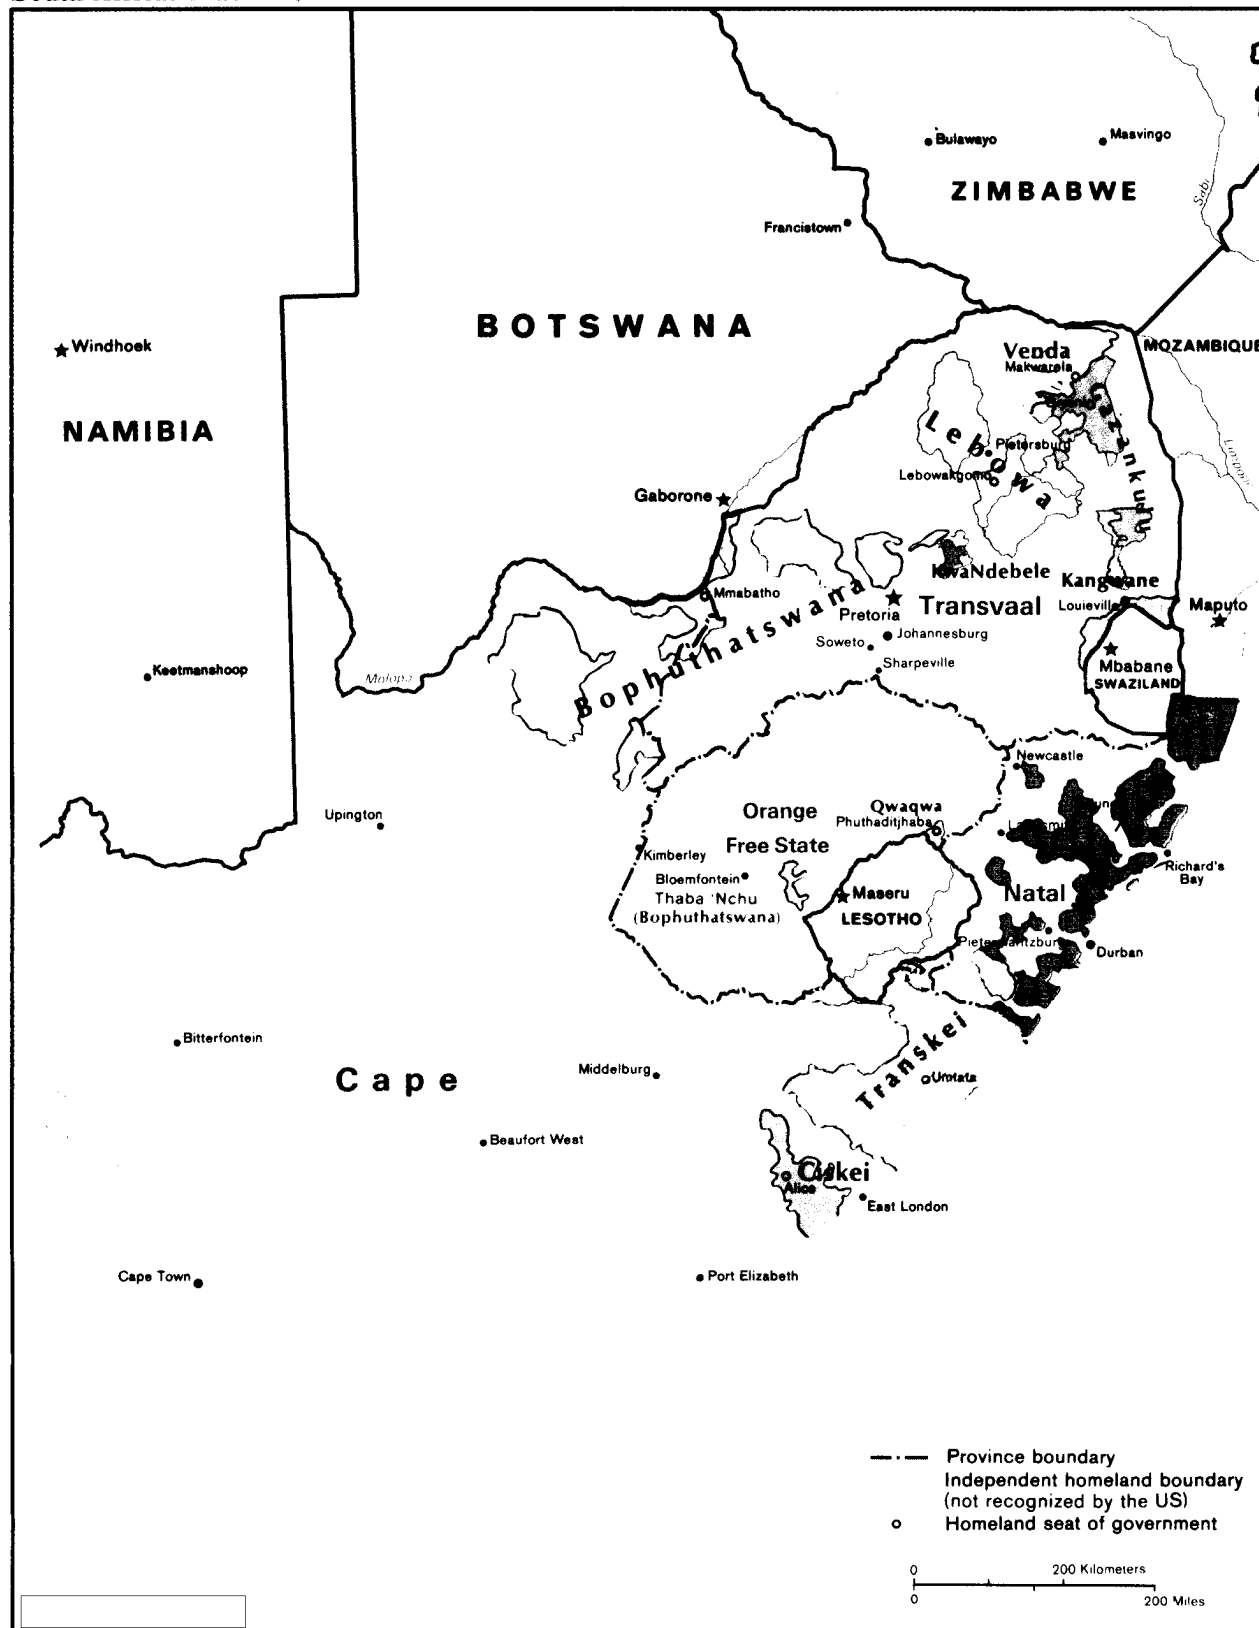 Bulawayo
Masvingo
ZIMBABWE
Sabi
Francistown
BOTSWANA
Windhoek
MOZAMBIQUE
Venda
Makwarela
NAMIBIA
Gazankulu
Lebowa
Pietersburg
Lebowakgomo
Limpopo
Gaborone
KwaNdebele
Kangwane
Mmabatho
Bophuthatswana
Pretoria
Transvaal
Louieville
Maputo
Johannesburg
Soweto
Sharpeville
Keetmanshoop
Molopo
Mbabane
SWAZILAND
Newcastle
Upington
Orange
Free State
Qwaqwa
Phuthaditjhaba
Kimberley
Bloemfontein
Thaba 'Nchu
(Bophuthatswana)
Maseru
LESOTHO
Natal
Richard's
Bay
Durban
Bitterfontein
Cape
Middelburg
Transkei
Umtata
Beaufort West
Ciskei
Alice
East London
Cape Town
Port Elizabeth
Province boundary
Independent homeland boundary
(not recognized by the US)
Homeland seat of government
0 200 Kilometers
0 200 Miles